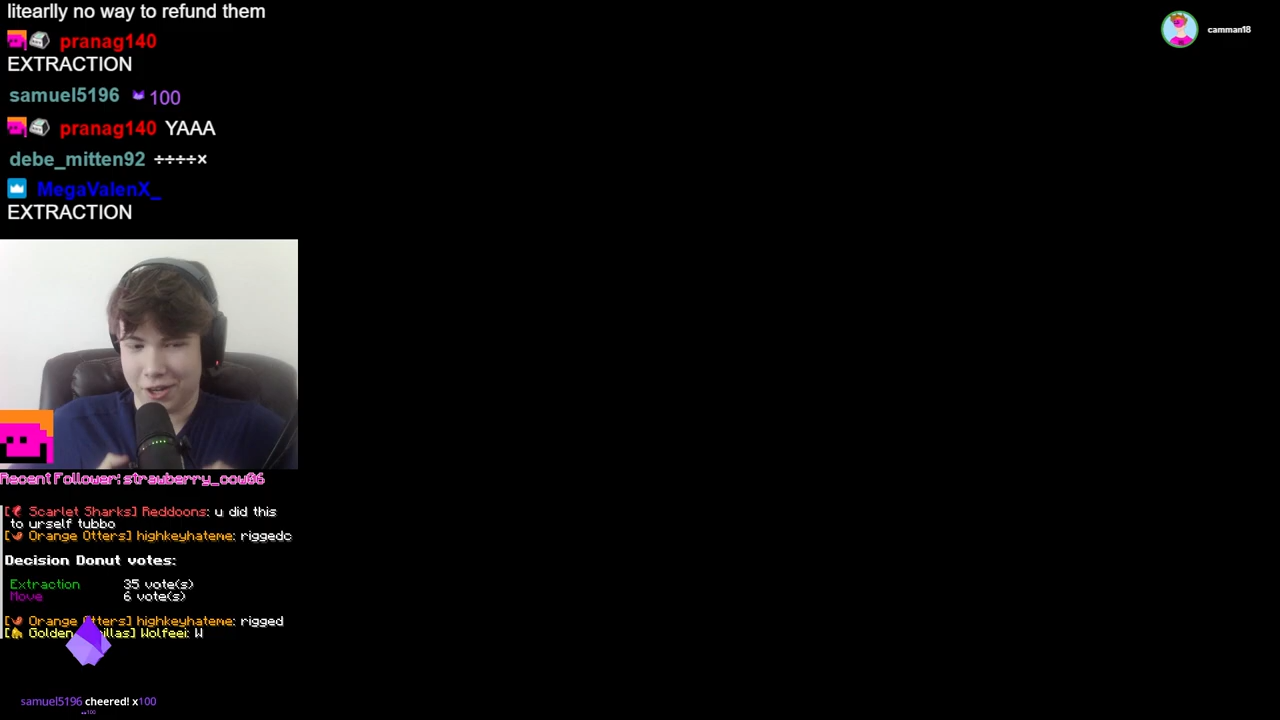 litearlly no way to refund them
pranag140
EXTRACTION
samuel5196 100
pranag140 YAAA
debe_mitten92 ÷÷÷÷×
MegaValenX_
EXTRACTION
camman18
Recent Follower: strawberry_cow06
[Scarlet Sharks] Reddoons: u did this
to urself tubbo
[Orange Otters] highkeyhateme: riggedc
Decision Donut votes:
Extraction 35 vote(s)
Move 6 vote(s)
[Orange Otters] highkeyhateme: rigged
Wolfeei: W
samuel5196 cheered! x100